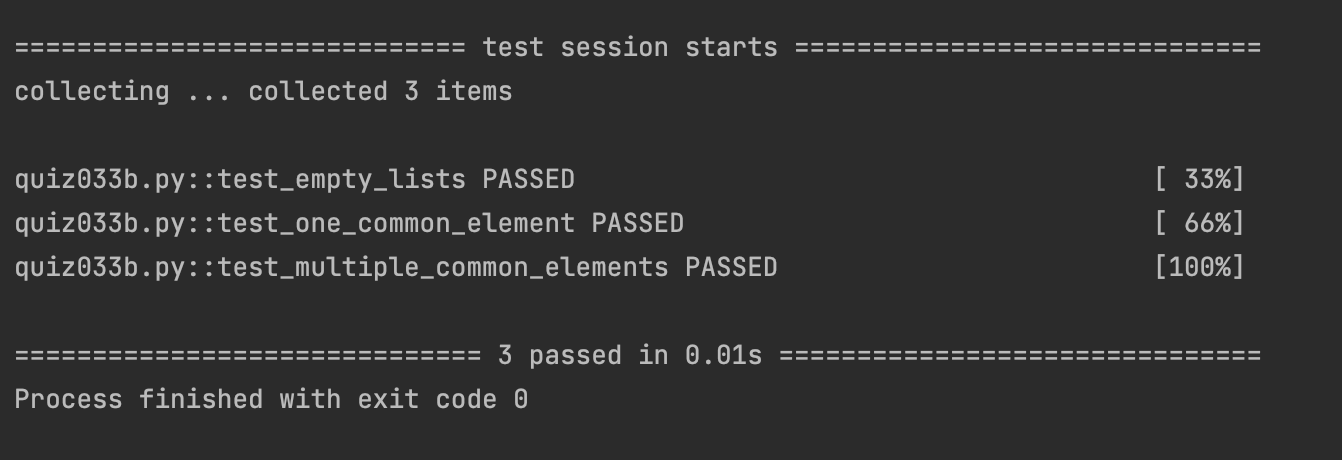 ============================= test session starts ==============================
collecting ... collected 3 items
quiz033b.py::test_empty_lists PASSED [ 33%]
quiz033b.py::test_one_common_element PASSED [ 66%]
quiz033b.py::test_multiple_common_elements PASSED [100%]
============================== 3 passed in 0.01s ===============================
Process finished with exit code 0